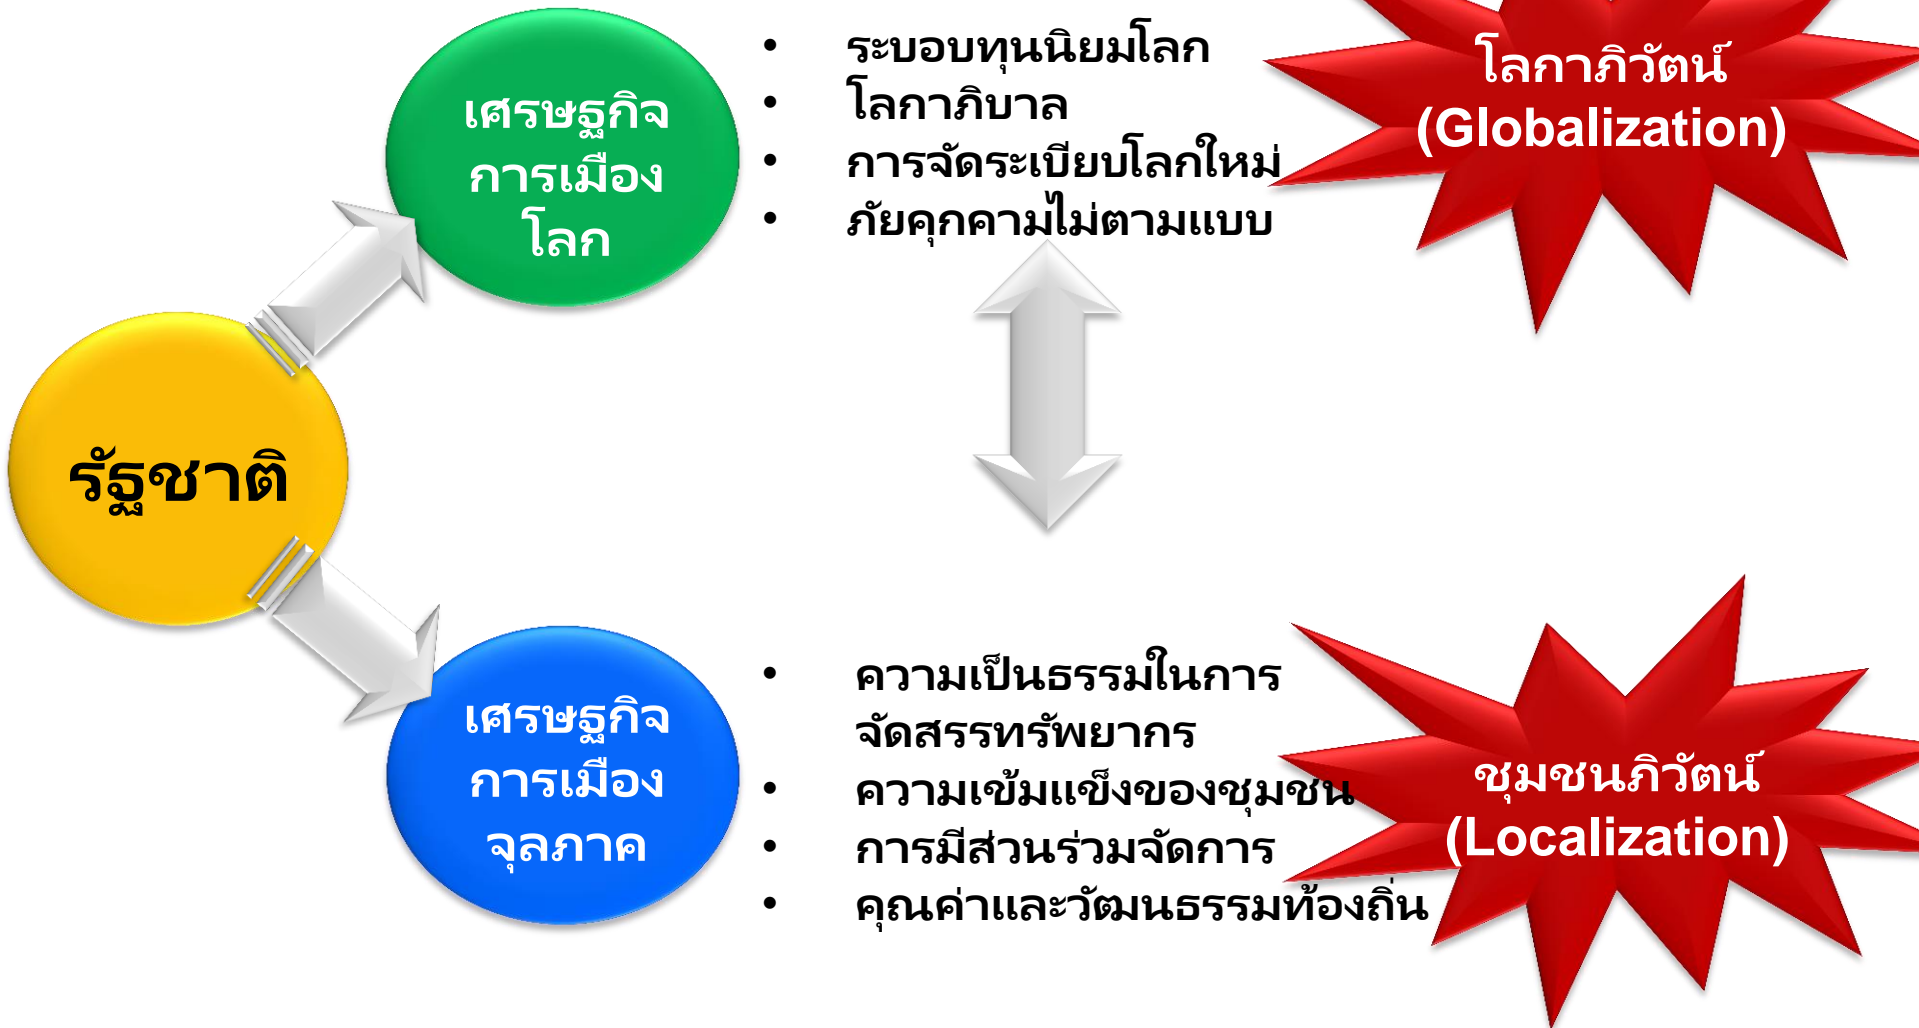 เศรษฐกิจ
การเมือง
โลก
• ระบอบทุนนิยมโลก
• โลกาภิบาล
• การจัดระเบียบโลกใหม่
• ภัยคุกคามไม่ตามแบบ
โลกาภิวัตน์
(Globalization)
รัฐชาติ
เศรษฐกิจ
การเมือง
จุลภาค
• ความเป็นธรรมในการ
จัดสรรทรัพยากร
• ความเข้มแข็งของชุมชน
• การมีส่วนร่วมจัดการ
• คุณค่าและวัฒนธรรมท้องถิ่น
ชุมชนภิวัตน์
(Localization)